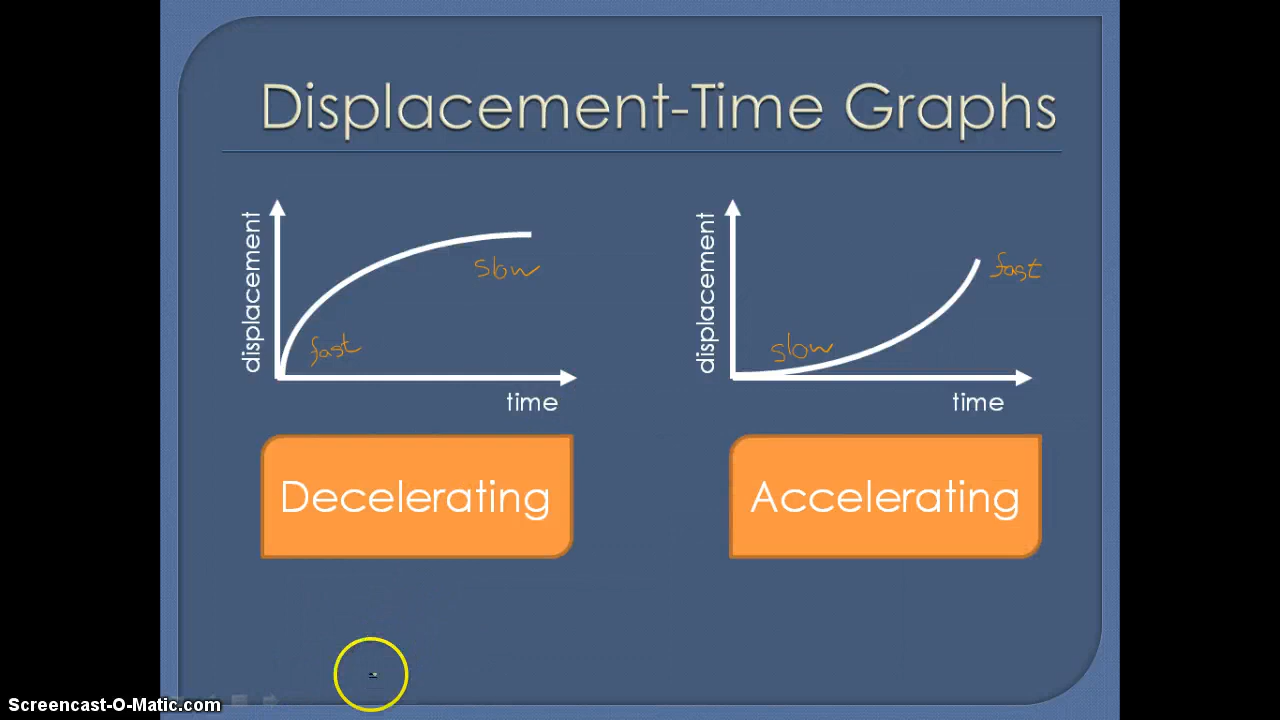 Displacement-Time Graphs
displacement
slow
fast
time
Decelerating
displacement
fast
slow
time
Accelerating
Screencast-O-Matic.com